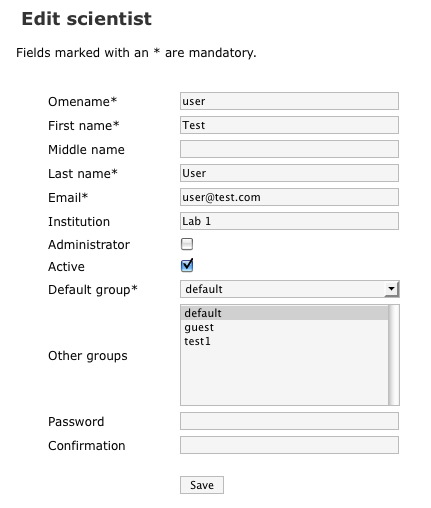 Edit scientist
Fields marked with an * are mandatory.
Omename* user
First name* Test
Middle name
Last name* User
Email* user@test.com
Institution Lab 1
Administrator
Active
Default group* default
default
guest
test1
Other groups
Password
Confirmation
Save